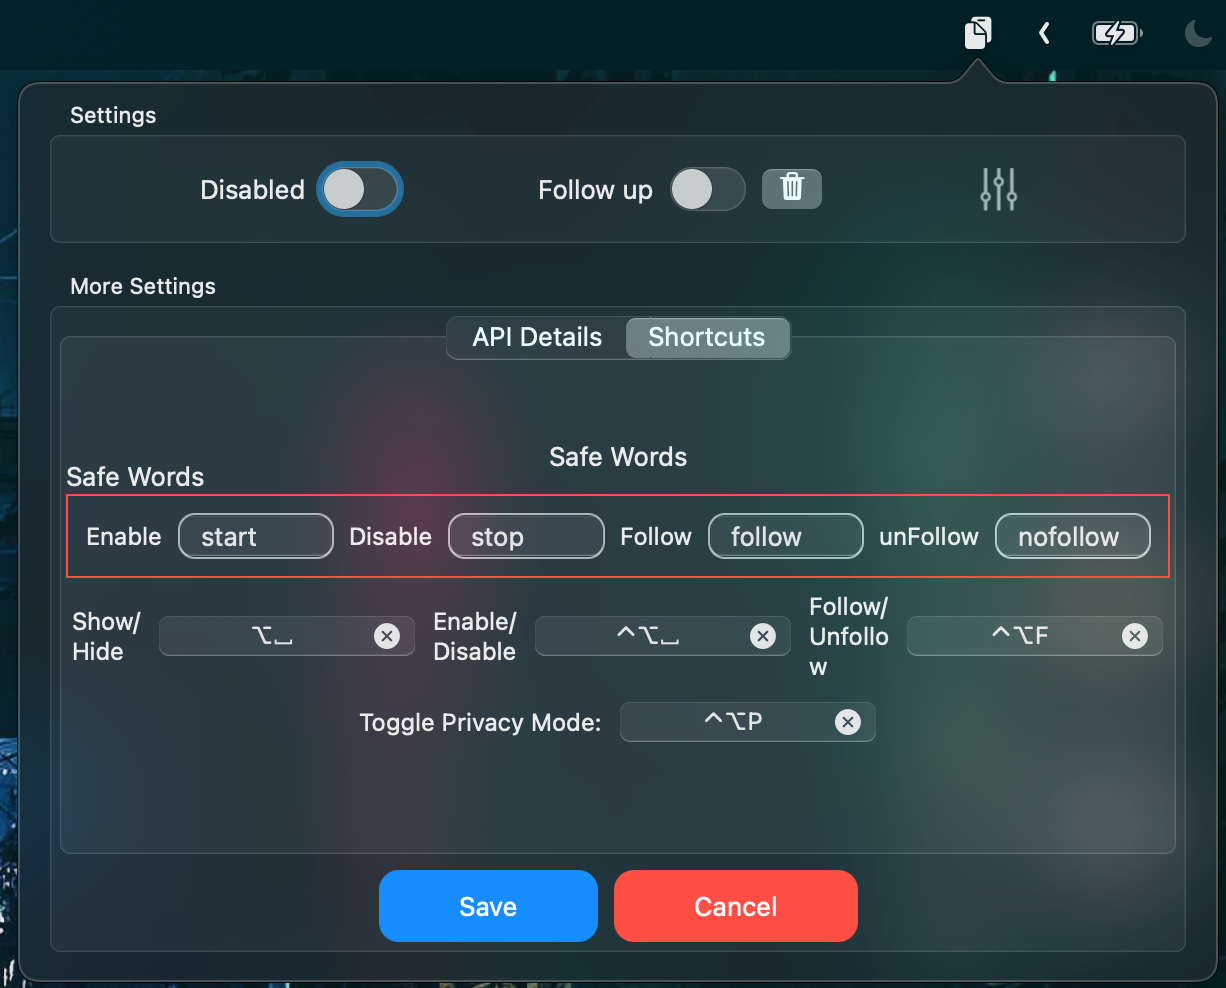 Settings
Disabled
Follow up
More Settings
API Details
Shortcuts
Safe Words
Safe Words
Enable start Disable stop Follow follow unFollow nofollow
Show/
Hide
⌥⎵
Enable/
Disable
^⌥⎵
Follow/
Unfollo
w
^⌥F
Toggle Privacy Mode: ^⌥P
Save
Cancel